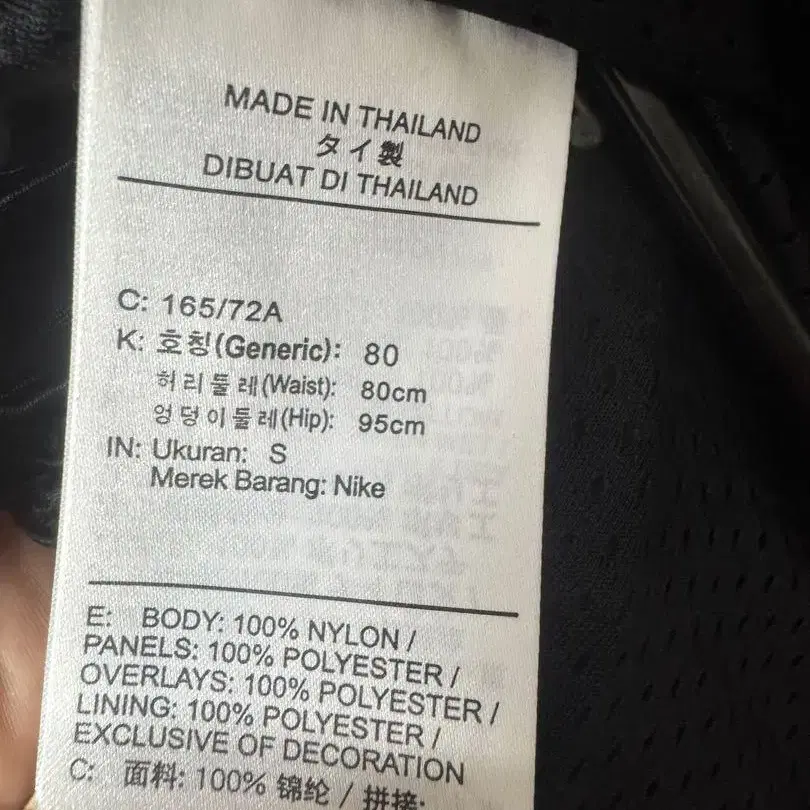 MADE IN THAILAND
タイ製
DIBUAT DI THAILAND
C: 165/72A
K: 호칭(Generic): 80
허리둘레(Waist): 80cm
엉덩이둘레(Hip): 95cm
IN: Ukuran: S
Merek Barang: Nike
E: BODY: 100% NYLON /
PANELS: 100% POLYESTER /
OVERLAYS: 100% POLYESTER /
LINING: 100% POLYESTER /
EXCLUSIVE OF DECORATION
C: 面料: 100% 锦纶 / 拼接: